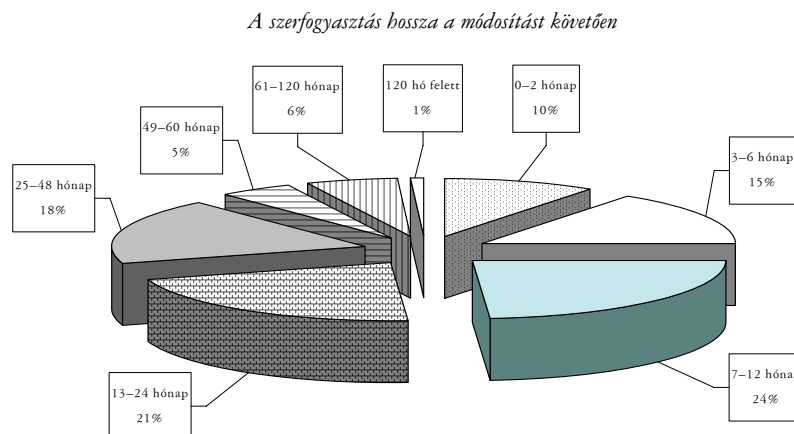 A szerfogyasztás hossza a módosítást követően
61–120 hónap
6%
120 hó felett
1%
0–2 hónap
10%
49–60 hónap
5%
3–6 hónap
15%
25–48 hónap
18%
7–12 hóna
24%
13–24 hónap
21%